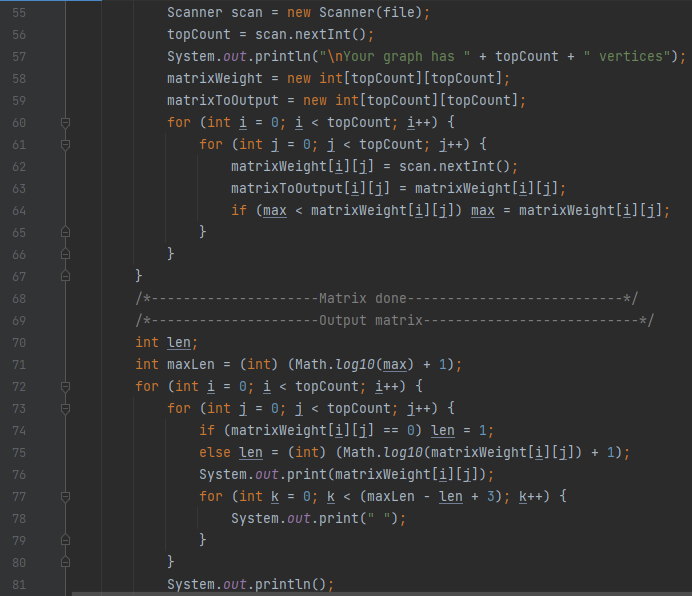 55 Scanner scan = new Scanner(file);
56 topCount = scan.nextInt();
57 System.out.println("\nYour graph has " + topCount + " vertices");
58 matrixWeight = new int[topCount][topCount];
59 matrixToOutput = new int[topCount][topCount];
60 for (int i = 0; i < topCount; i++) {
61 for (int j = 0; j < topCount; j++) {
62 matrixWeight[i][j] = scan.nextInt();
63 matrixToOutput[i][j] = matrixWeight[i][j];
64 if (max < matrixWeight[i][j]) max = matrixWeight[i][j];
65 }
66 }
67 }
68 /*---------------------Matrix done---------------------------*/
69 /*---------------------Output matrix---------------------------*/
70 int len;
71 int maxLen = (int) (Math.log10(max) + 1);
72 for (int i = 0; i < topCount; i++) {
73 for (int j = 0; j < topCount; j++) {
74 if (matrixWeight[i][j] == 0) len = 1;
75 else len = (int) (Math.log10(matrixWeight[i][j]) + 1);
76 System.out.print(matrixWeight[i][j]);
77 for (int k = 0; k < (maxLen - len + 3); k++) {
78 System.out.print(" ");
79 }
80 }
81 System.out.println();